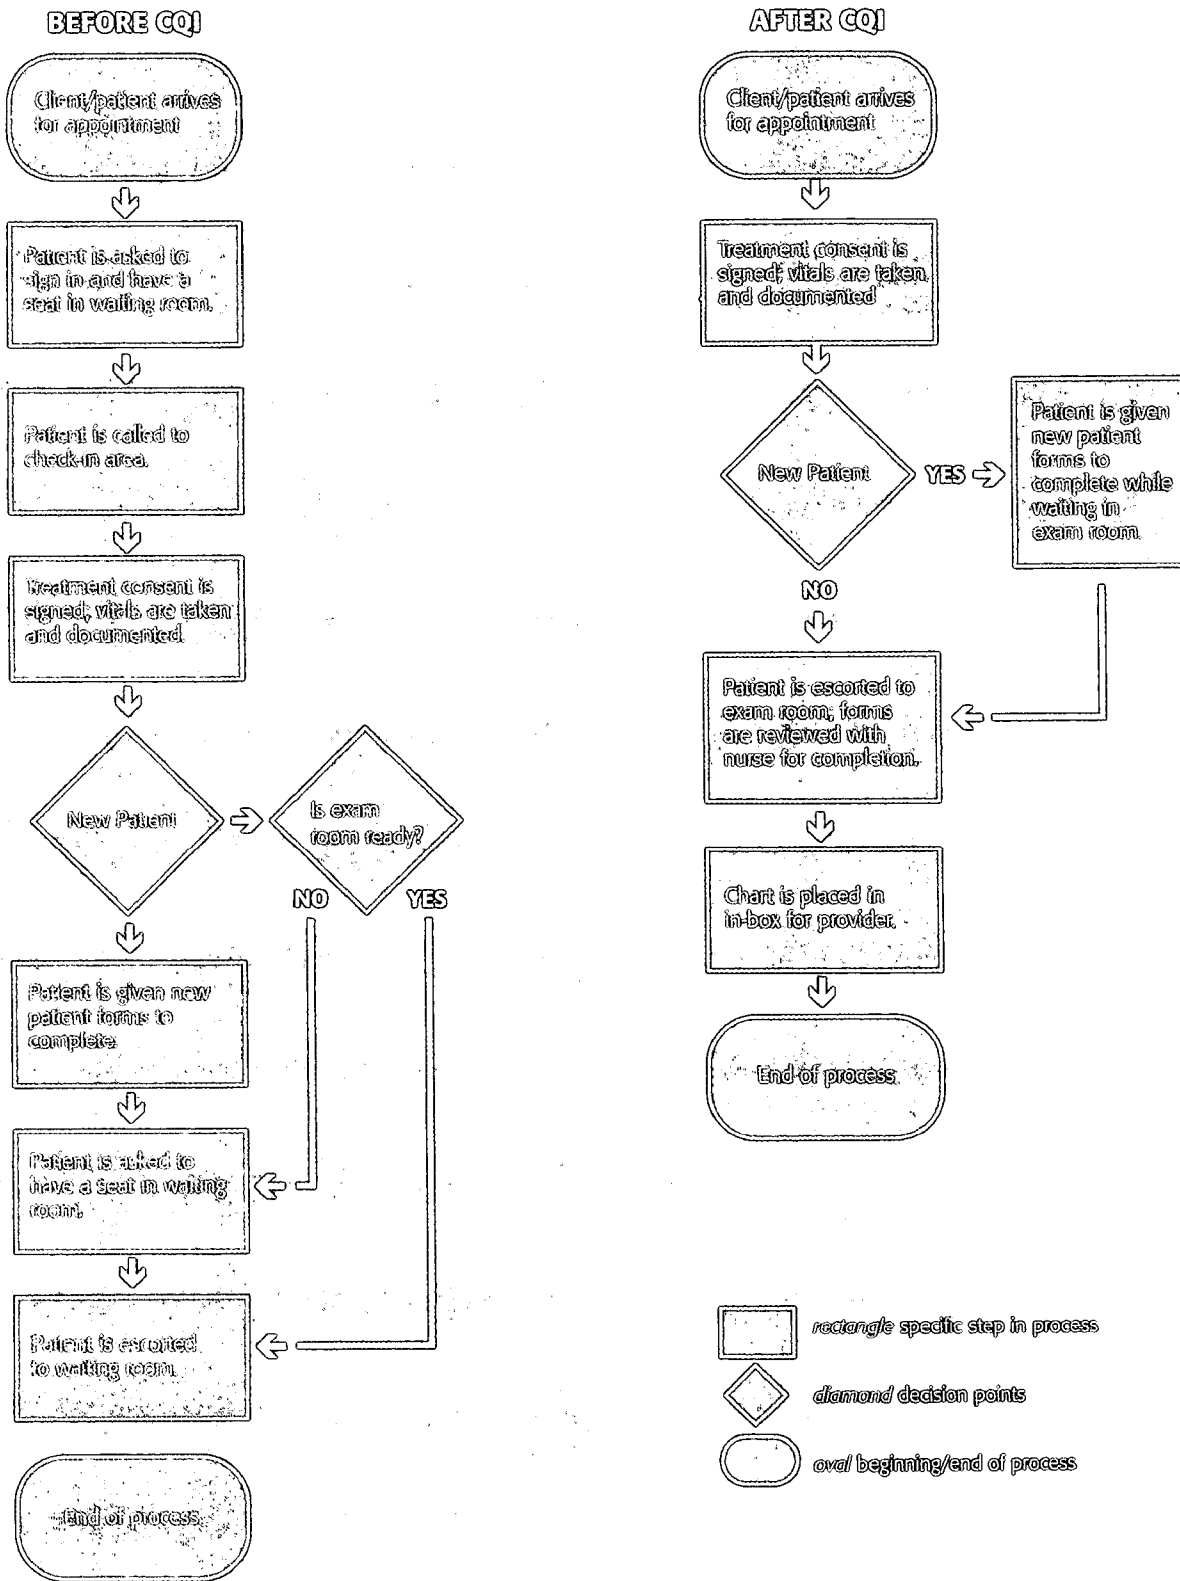 BEFORE CQI
Client/patient arrives
for appointment
Patient is asked to
sign in and have a
seat in waiting room.
Patient is called to
check-in area.
Treatment consent is
signed; vitals are taken
and documented.
New Patient
Is exam
room ready?
NO
YES
Patient is given new
patient forms to
complete.
Patient is asked to
have a seat in waiting
room.
Patient is escorted
to waiting room.
End of process
AFTER CQI
Client/patient arrives
for appointment
Treatment consent is
signed; vitals are taken
and documented
New Patient
YES
Patient is given
new patient
forms to
complete while
waiting in
exam room.
NO
Patient is escorted to
exam room; forms
are reviewed with
nurse for completion.
Chart is placed in
in-box for provider.
End of process
rectangle specific step in process
diamond decision points
oval beginning/end of process